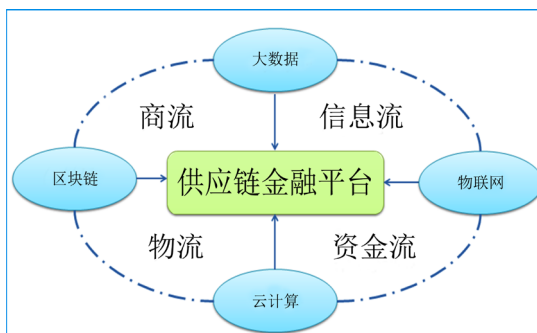 大数据
商流
信息流
区块链
供应链金融平台
物联网
物流
资金流
云计算